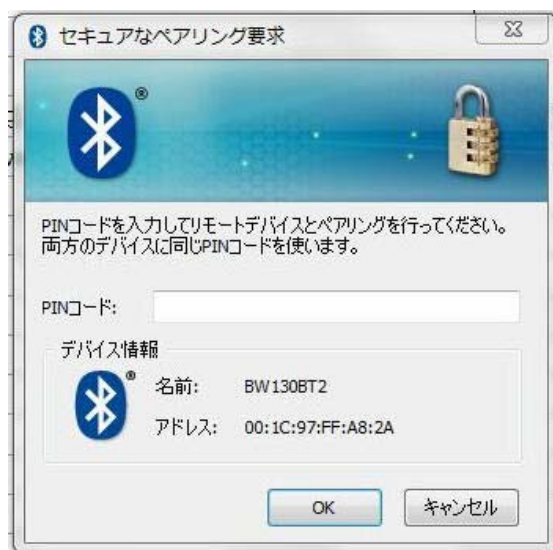 セキュアなペアリング要求
®
PINコードを入力してリモートデバイスとペアリングを行ってください。
両方のデバイスに同じPINコードを使います。
PINコード:
デバイス情報
®
名前: BW130BT2
アドレス: 00:1C:97:FF:A8:2A
OK キャンセル